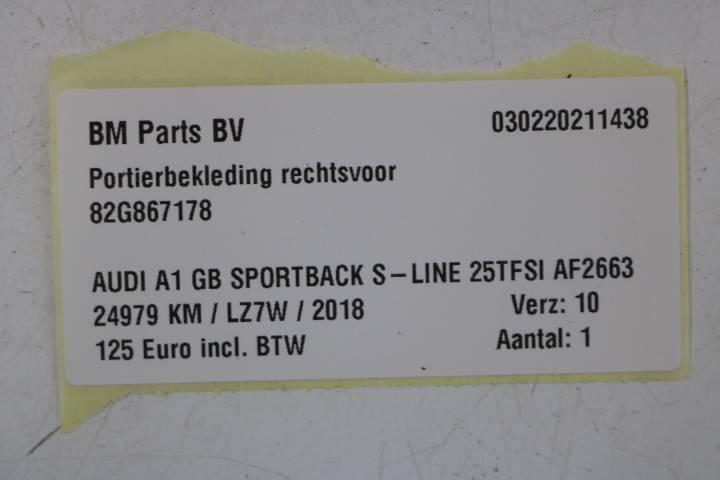 BM Parts BV 030220211438
Portierbekleding rechtsvoor
82G867178
AUDI A1 GB SPORTBACK S-LINE 25TFSI AF2663
24979 KM / LZ7W / 2018 Verz: 10
125 Euro incl. BTW Aantal: 1